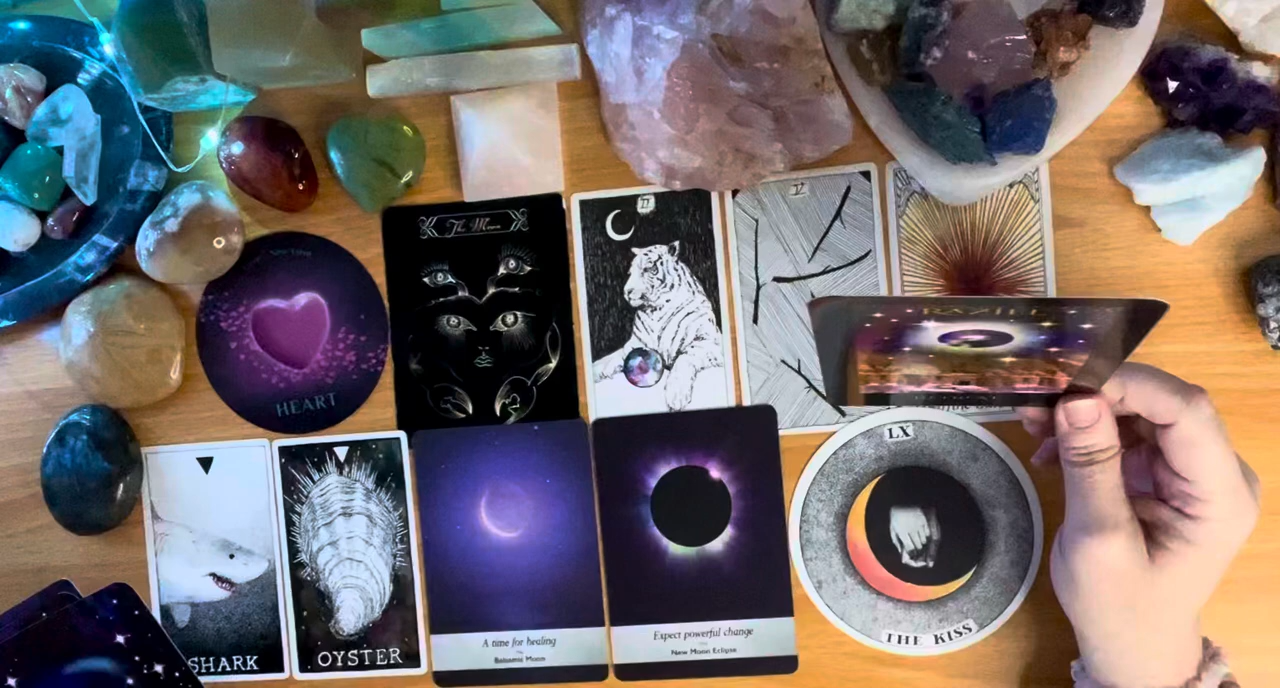 The Moon
II
V
HEART
LX
THE KISS
SHARK
OYSTER
A time for healing
Balsamic Moon
Expect powerful change
New Moon Eclipse